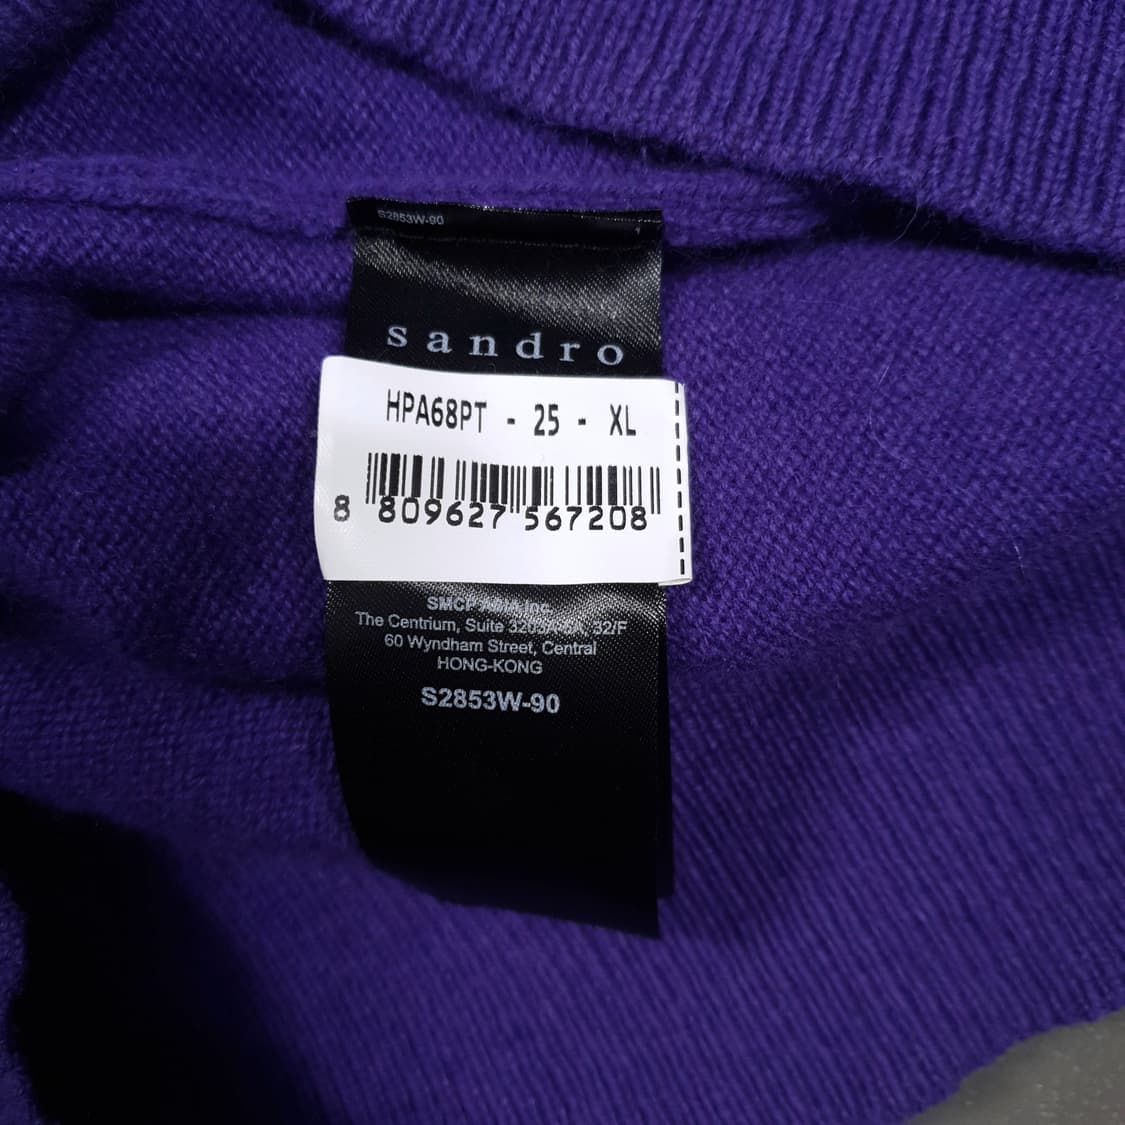 S2853W-90
sandro
HPA68PT - 25 - XL
8 809627 567208
SMCP ASIA Inc.
The Centrium, Suite 32/F
60 Wyndham Street, Central
HONG-KONG
S2853W-90